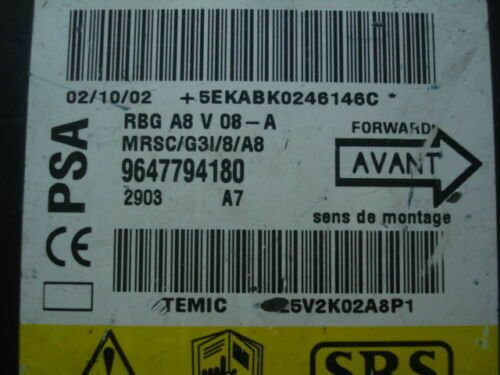 02/10/02 +5EKABK0246146C*
RBG A8 V 08-A
MRSC/G3I/8/A8
9647794180
2903 A7
PSA
CE
FORWARD
AVANT
sens de montage
TEMIC 25V2K02A8P1
SRS